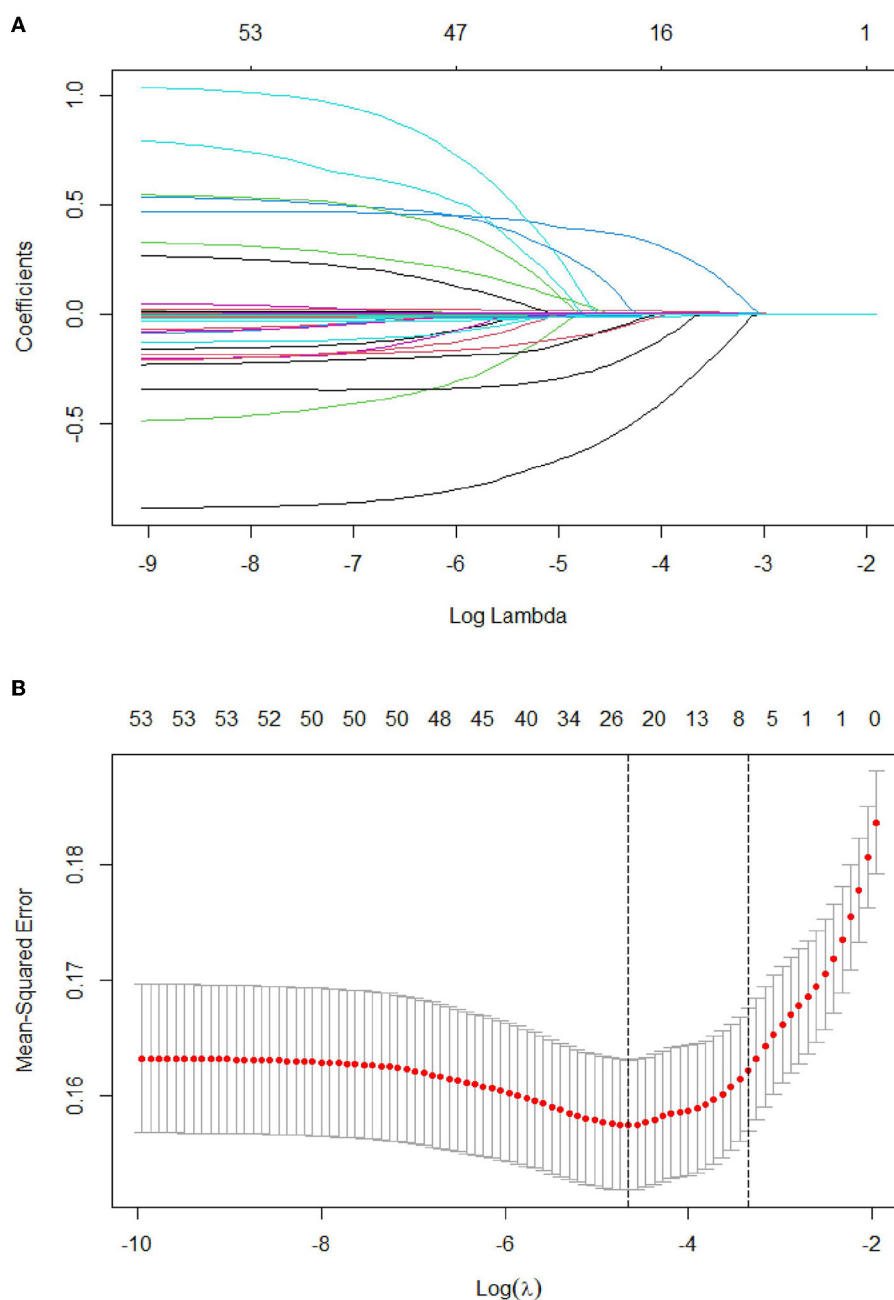 A
53 47 16 1
1.0
0.5
0.0
-0.5
Coefficients
-9 -8 -7 -6 -5 -4 -3 -2
Log Lambda
B
53 53 53 52 50 50 50 48 45 40 34 26 20 13 8 5 1 1 0
0.18
0.17
0.16
Mean-Squared Error
-10 -8 -6 -4 -2
Log(λ)